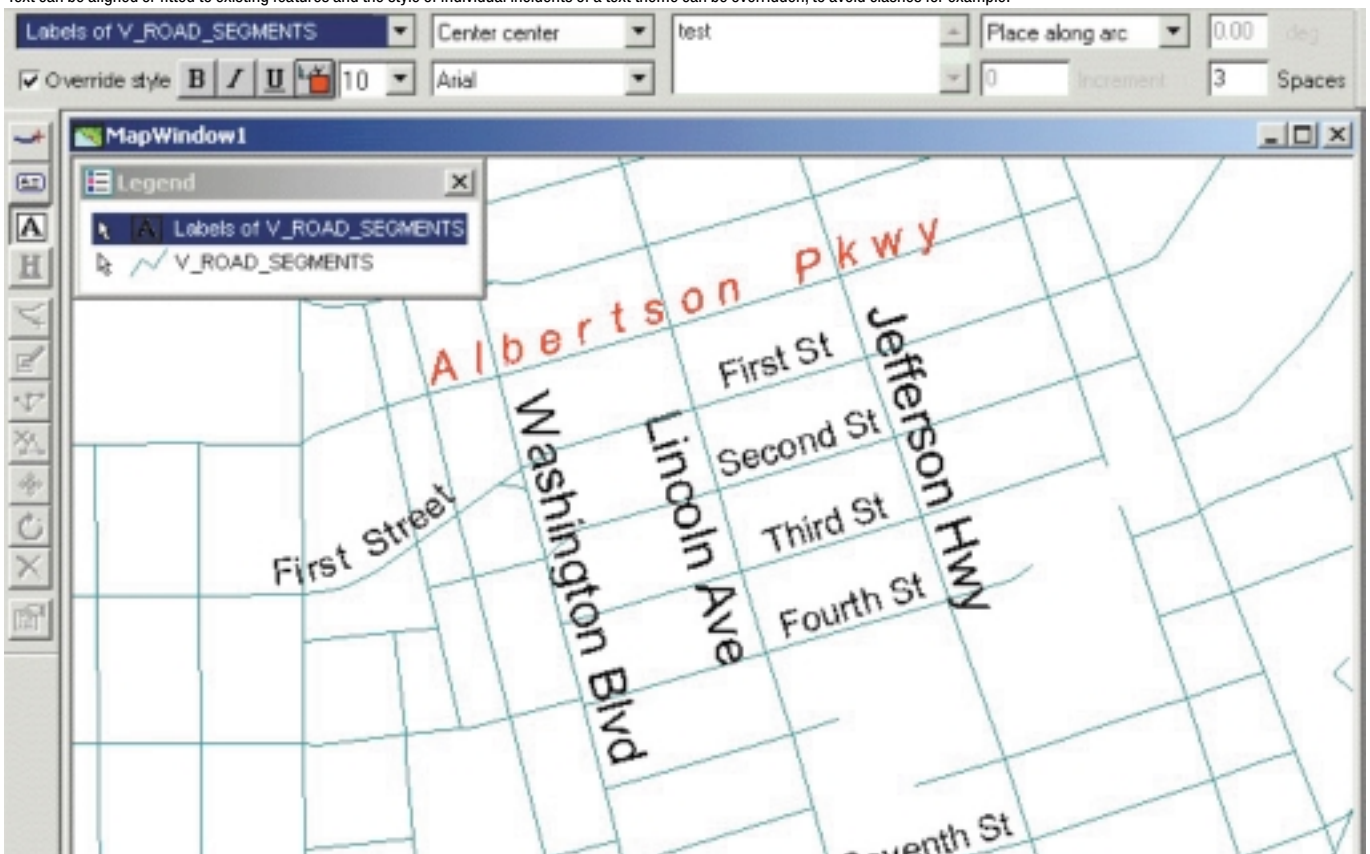 Text can be aligned or fitted to existing features and the style of individual incidents of a text theme can be overridden, to avoid clashes for example.
Labels of V_ROAD_SEGMENTS
Center center
test
Place along arc
0.00
deg
Override style
B
I
U
10
Arial
0
Increment
3
Spaces
MapWindow1
Legend
A
Labels of V_ROAD_SEGMENTS
V_ROAD_SEGMENTS
A
H
Albertson Pkwy
First St
Jefferson Hwy
Washington Blvd
Lincoln Ave
Second St
First Street
Third St
Fourth St
St